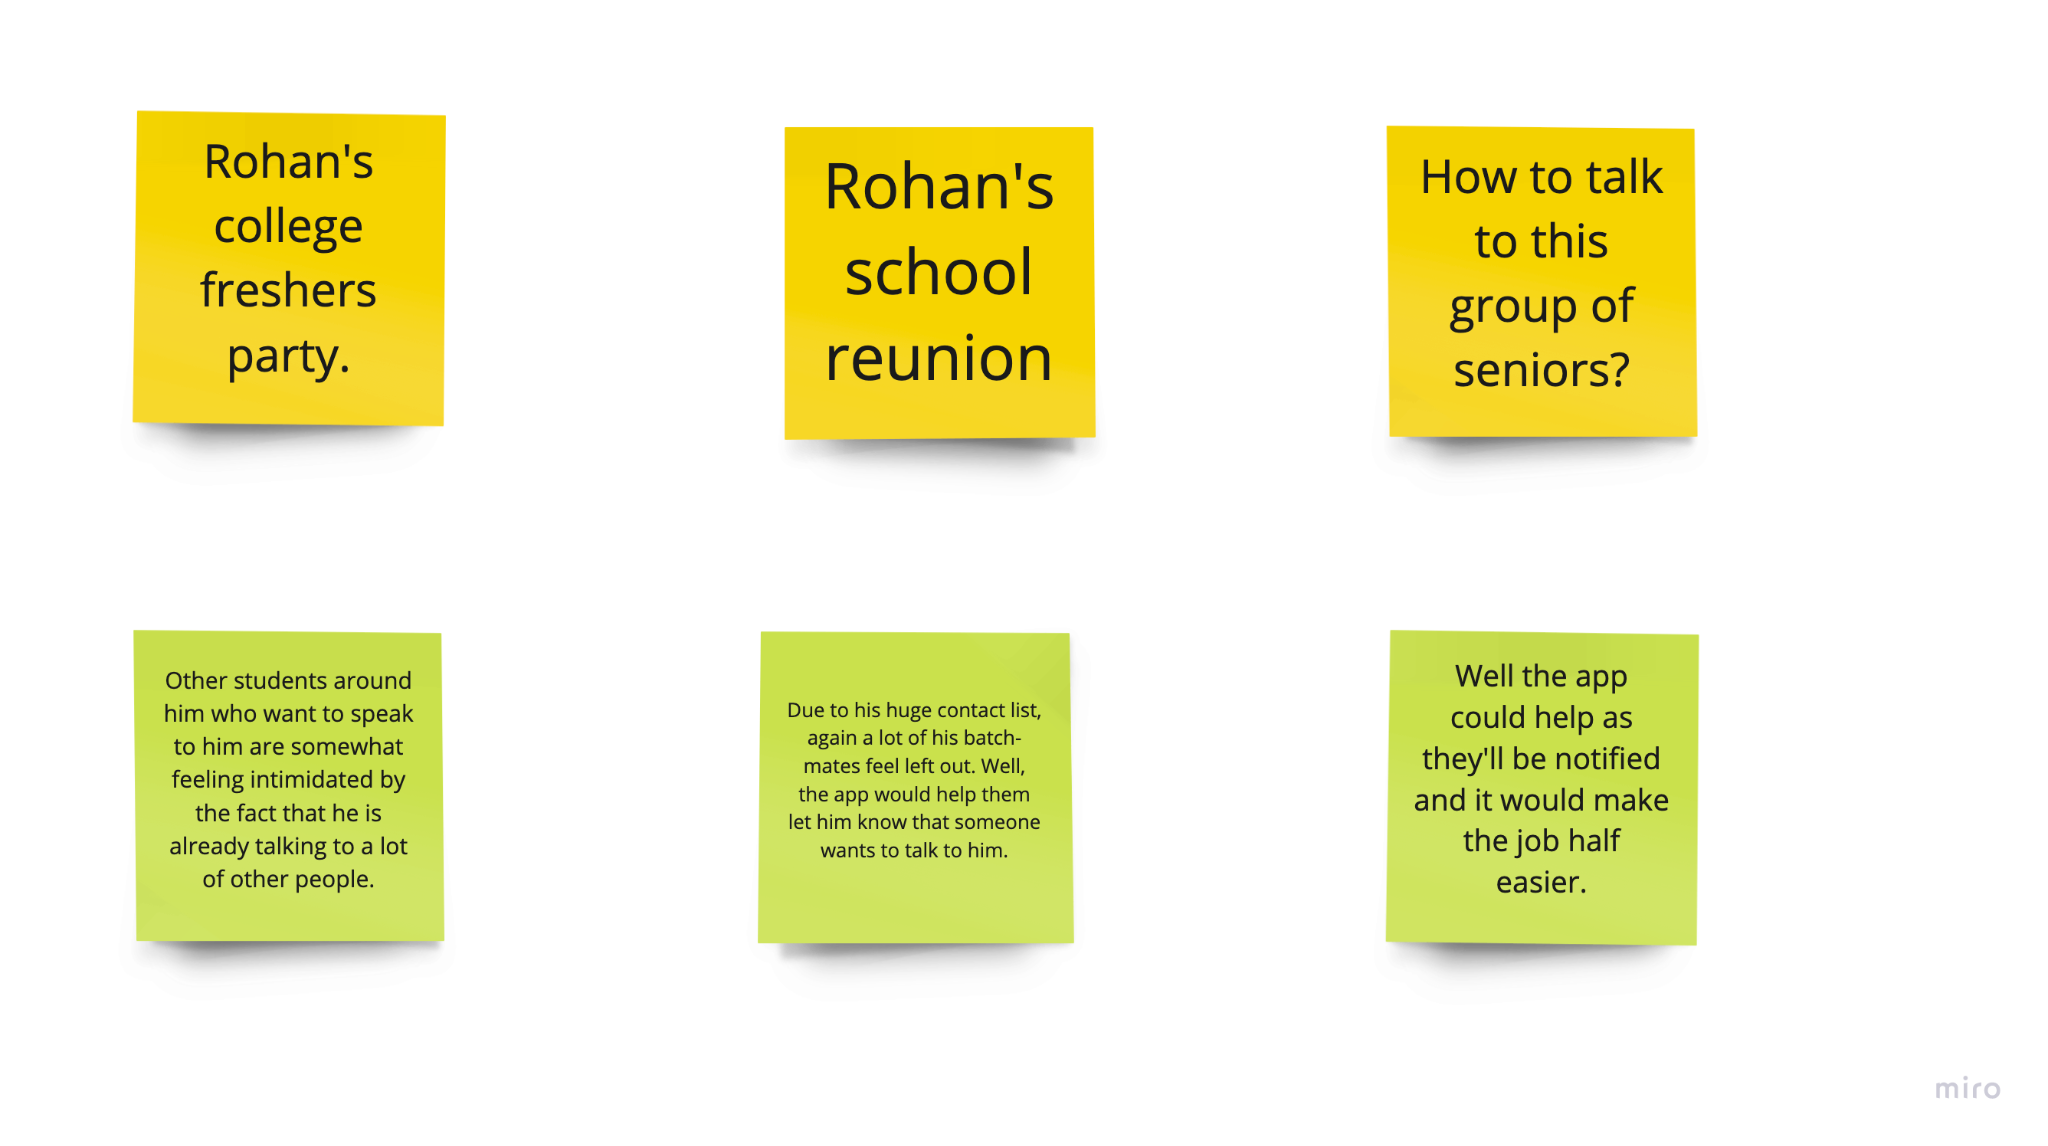 Rohan's
college
freshers
party.
Rohan's
school
reunion
How to talk
to this
group of
seniors?
Other students around
him who want to speak
to him are somewhat
feeling intimidated by
the fact that he is
already talking to a lot
of other people.
Due to his huge contact list,
again a lot of his batch-
mates feel left out. Well,
the app would help them
let him know that someone
wants to talk to him.
Well the app
could help as
they'll be notified
and it would make
the job half
easier.
miro